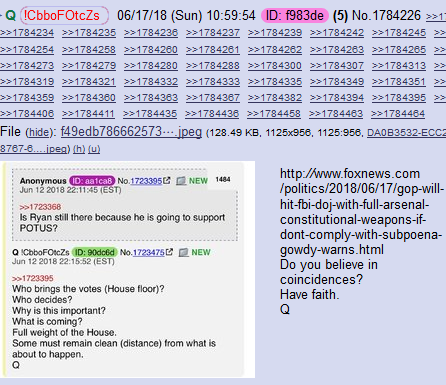 Q !CbboFOtcZs 06/17/18 (Sun) 10:59:54 ID: f983de (5) No.1784226 >>1
>>1784234 >>1784235 >>1784236 >>1784237 >>1784239 >>1784242 >>1784
>>1784254 >>1784258 >>1784260 >>1784261 >>1784262 >>1784263 >>1784
>>1784273 >>1784279 >>1784280 >>1784288 >>1784300 >>1784307 >>1784313
>>1784319 >>1784321 >>1784332 >>1784333 >>1784335 >>1784349 >>178435
>>1784359 >>1784360 >>1784363 >>1784367 >>1784382 >>1784394 >>1784395
>>1784406 >>1784411 >>1784435 >>1784436 >>1784458 >>1784463 >>1784464
File (hide): f49edb786662573⋯.jpeg (128.49 KB, 1125x956, 1125:956, DA0B3532-ECC2
8767-6….jpeg) (h) (u)
Anonymous ID: aa1ca8 No.1723395 NEW 1484
Jun 12 2018 22:11:45 (EST)
>>1723368
Is Ryan still there because he is going to support
POTUS?
Q !CbboFOtcZs ID: 90dc6d No.1723475 NEW
Jun 12 2018 22:15:52 (EST)
>>1723395
Who brings the votes (House floor)?
Who decides?
Why is this important?
What is coming?
Full weight of the House.
Some must remain clean (distance) from what is
about to happen.
Q
http://www.foxnews.com
/politics/2018/06/17/gop-will-
hit-fbi-doj-with-full-arsenal-
constitutional-weapons-if-
dont-comply-with-subpoena-
gowdy-warns.html
Do you believe in
coincidences?
Have faith.
Q